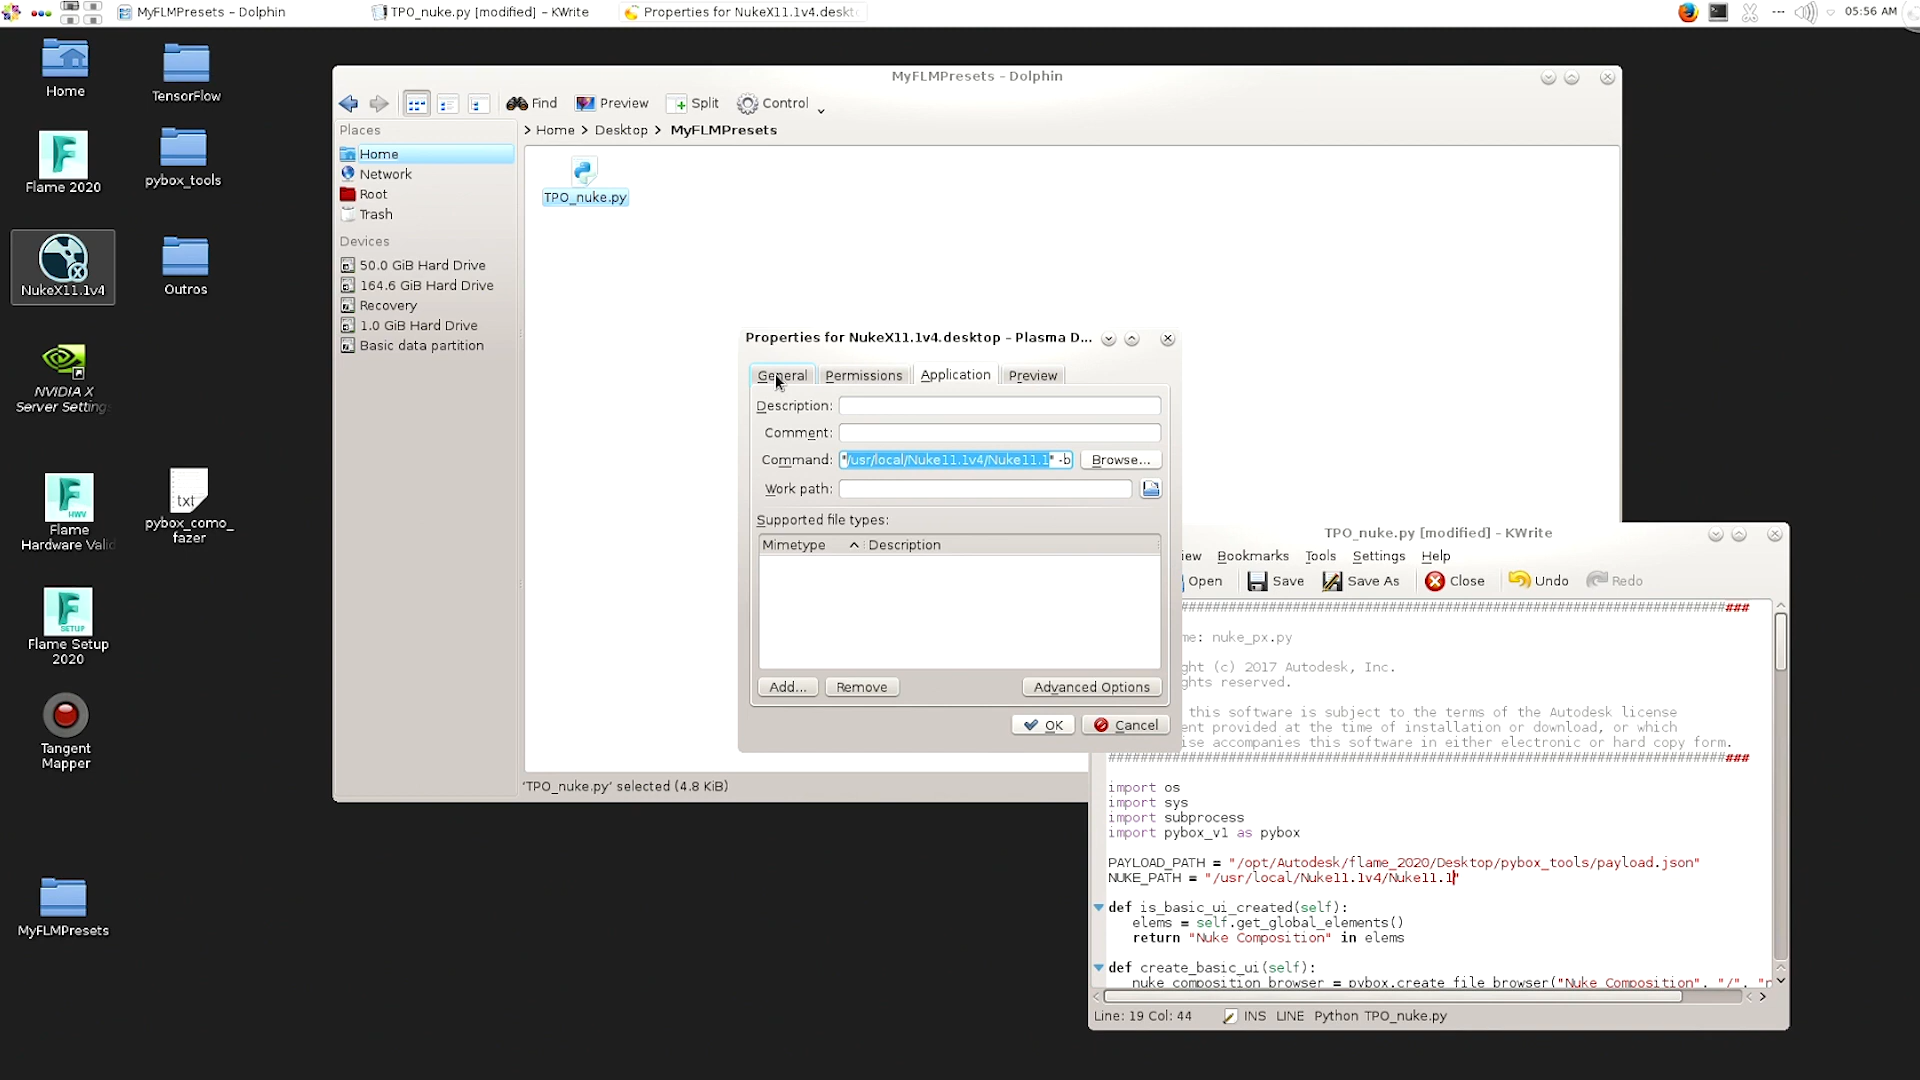 MyFLMPresets – Dolphin
TPO_nuke.py [modified] – KWrite
Properties for NukeX11.1v4.deskt
05:56 AM
Home
TensorFlow
Flame 2020
pybox_tools
NukeX11.1v4
Outros
NVIDIA X
Server Setting
Flame
Hardware Valid
pybox_como_
fazer
txt
HWV
SETUP
Flame Setup
2020
Tangent
Mapper
MyFLMPresets
MyFLMPresets – Dolphin
Find
Preview
Split
Control
> Home > Desktop > MyFLMPresets
Places
Home
Network
Root
Trash
Devices
50.0 GiB Hard Drive
164.6 GiB Hard Drive
Recovery
1.0 GiB Hard Drive
Basic data partition
TPO_nuke.py
'TPO_nuke.py' selected (4.8 KiB)
Properties for NukeX11.1v4.desktop – Plasma D...
General
Permissions
Application
Preview
Description:
Comment:
Command:
"/usr/local/Nuke11.1v4/Nuke11.1" -b
Browse...
Work path:
Supported file types:
Mimetype
Description
Add...
Remove
Advanced Options
OK
Cancel
TPO_nuke.py [modified] – KWrite
iew
Bookmarks
Tools
Settings
Help
Open
Save
Save As
Close
Undo
Redo
me: nuke_px.py
ght (c) 2017 Autodesk, Inc.
ghts reserved.
this software is subject to the terms of the Autodesk license
ent provided at the time of installation or download, or which
ise accompanies this software in either electronic or hard copy form.
import os
import sys
import subprocess
import pybox_v1 as pybox
PAYLOAD_PATH = "/opt/Autodesk/flame_2020/Desktop/pybox_tools/payload.json"
NUKE_PATH = "/usr/local/Nuke11.1v4/Nuke11.1"
def is_basic_ui_created(self):
elems = self.get_global_elements()
return "Nuke Composition" in elems
def create_basic_ui(self):
nuke_composition_browser = pybox.create_file_browser("Nuke Composition", "/", "n
Line: 19 Col: 44
INS
LINE
Python
TPO_nuke.py